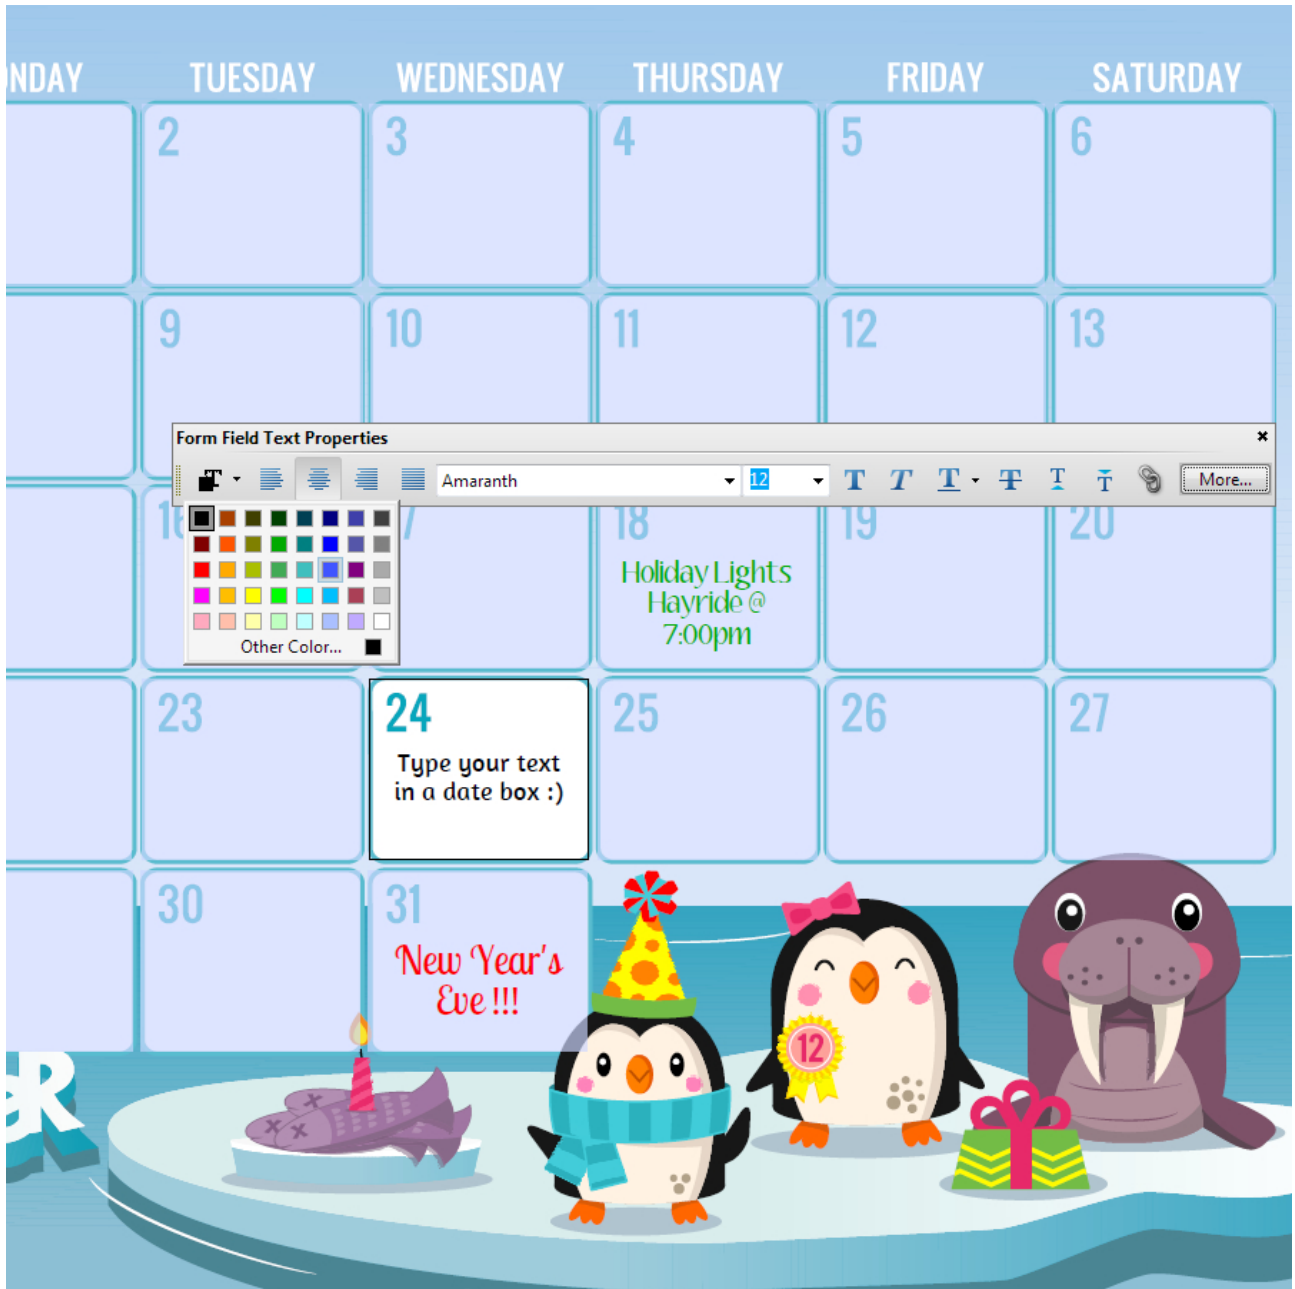 NDAY TUESDAY WEDNESDAY THURSDAY FRIDAY SATURDAY
2 3 4 5 6
9 10 11 12 13
Form Field Text Properties
Amaranth 12 T T T T T T More...
16 7 18 19 20
Holiday Lights
Hayride @
7:00pm
Other Color...
23 24 25 26 27
Type your text
in a date box :)
30 31
New Year's
Eve !!!
12
R